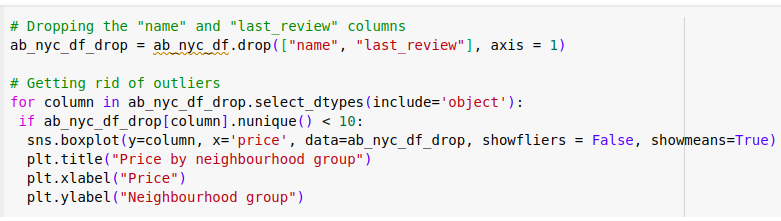 # Dropping the "name" and "last_review" columns
ab_nyc_df_drop = ab_nyc_df.drop(["name", "last_review"], axis = 1)
# Getting rid of outliers
for column in ab_nyc_df_drop.select_dtypes(include='object'):
if ab_nyc_df_drop[column].nunique() < 10:
sns.boxplot(y=column, x='price', data=ab_nyc_df_drop, showfliers = False, showmeans=True)
plt.title("Price by neighbourhood group")
plt.xlabel("Price")
plt.ylabel("Neighbourhood group")